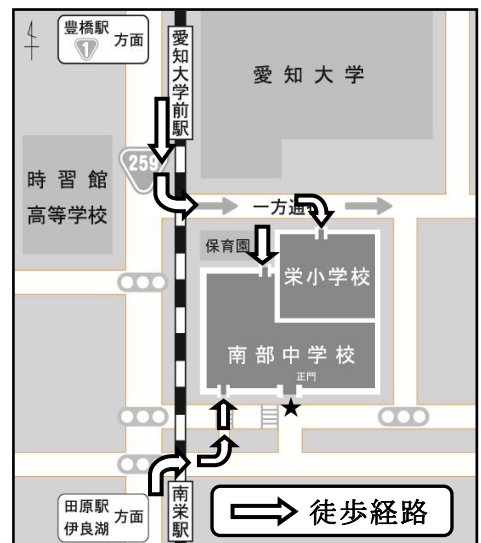 豊橋駅
1
方面
愛知大学前駅
愛知大学
259
時習館
高等学校
一方通行
保育園
栄小学校
南部中学校
正門
★
田原駅
伊良湖
方面
南栄駅
徒歩経路